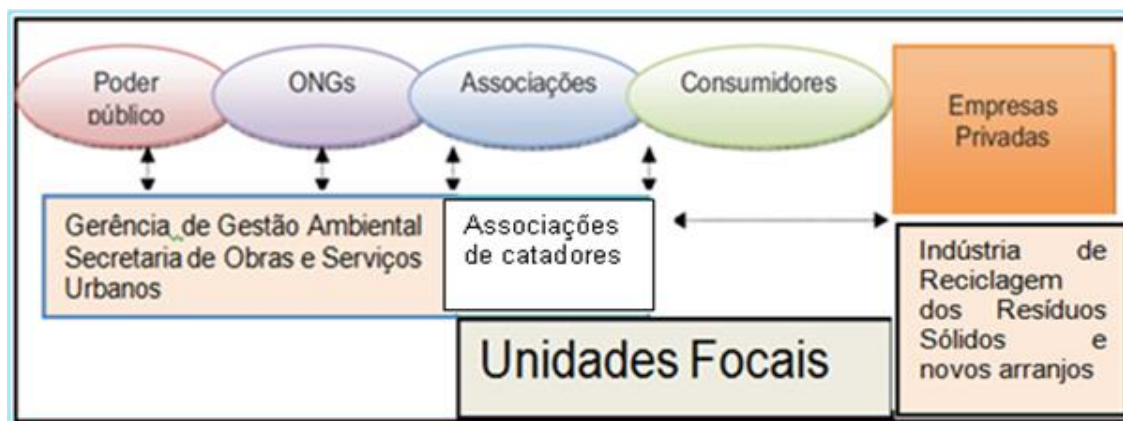 Poder
público
ONGs
Associações
Consumidores
Empresas
Privadas
Gerência de Gestão Ambiental
Secretaria de Obras e Serviços
Urbanos
Associações
de catadores
Indústria de
Reciclagem
dos Resíduos
Sólidos e
novos arranjos
Unidades Focais